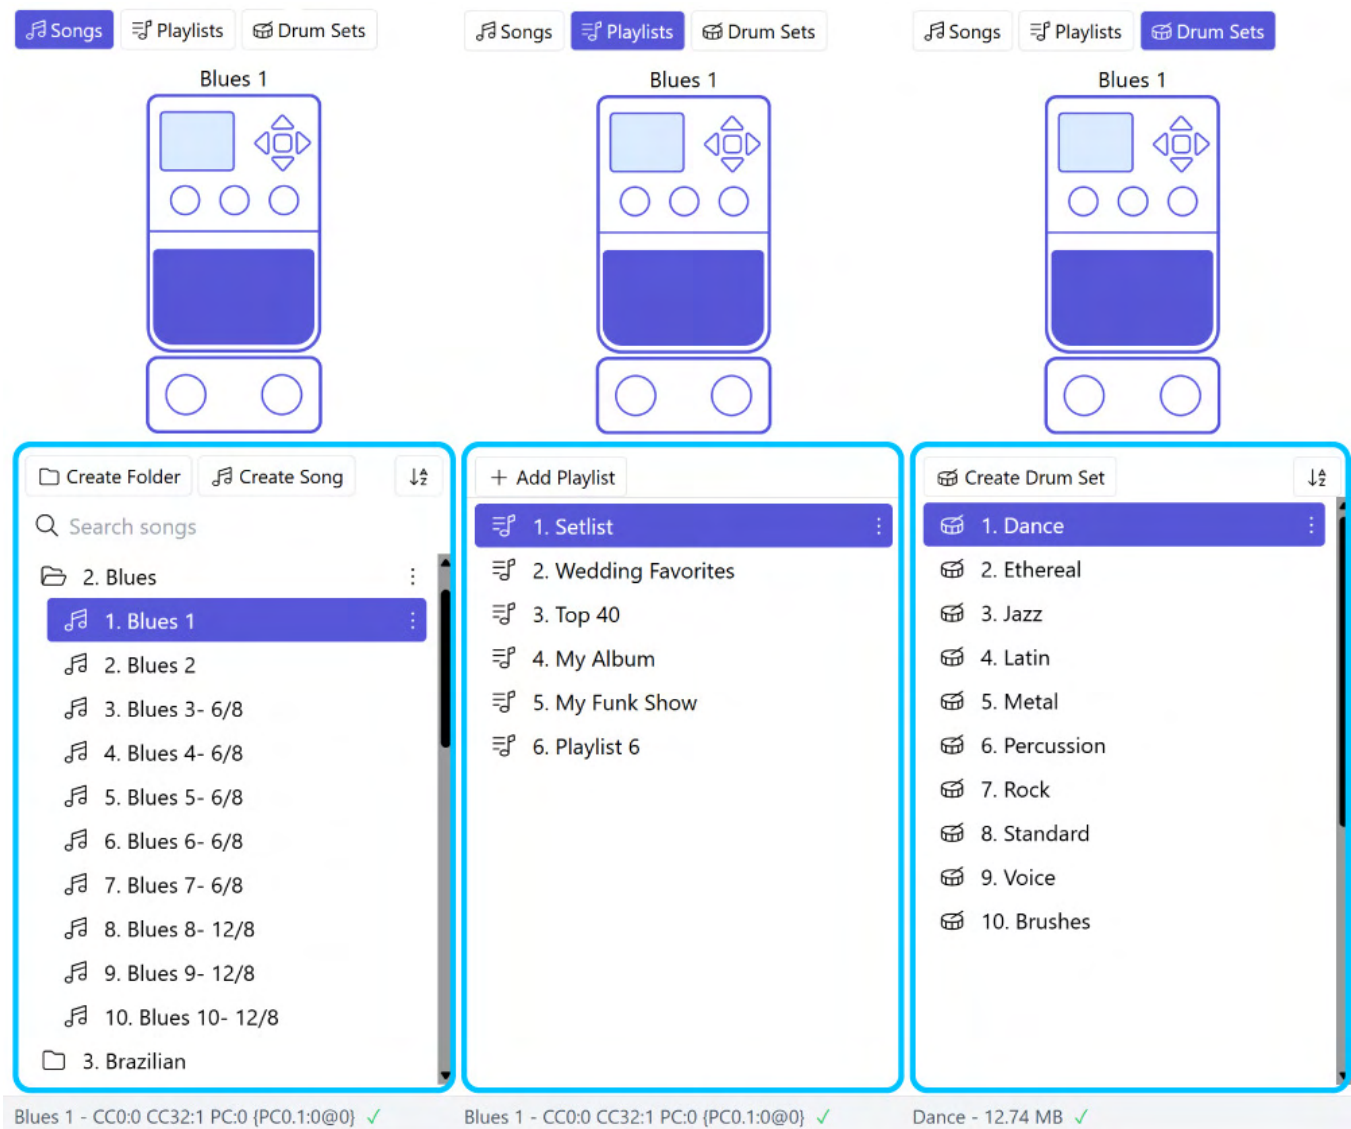 Songs Playlists Drum Sets
Blues 1
Create Folder Create Song
Search songs
2. Blues
1. Blues 1
2. Blues 2
3. Blues 3- 6/8
4. Blues 4- 6/8
5. Blues 5- 6/8
6. Blues 6- 6/8
7. Blues 7- 6/8
8. Blues 8- 12/8
9. Blues 9- 12/8
10. Blues 10- 12/8
3. Brazilian
Blues 1 - CC0:0 CC32:1 PC:0 {PC0.1:0@0} ✓
Songs Playlists Drum Sets
Blues 1
+ Add Playlist
1. Setlist
2. Wedding Favorites
3. Top 40
4. My Album
5. My Funk Show
6. Playlist 6
Blues 1 - CC0:0 CC32:1 PC:0 {PC0.1:0@0} ✓
Songs Playlists Drum Sets
Blues 1
Create Drum Set
1. Dance
2. Ethereal
3. Jazz
4. Latin
5. Metal
6. Percussion
7. Rock
8. Standard
9. Voice
10. Brushes
Dance - 12.74 MB ✓